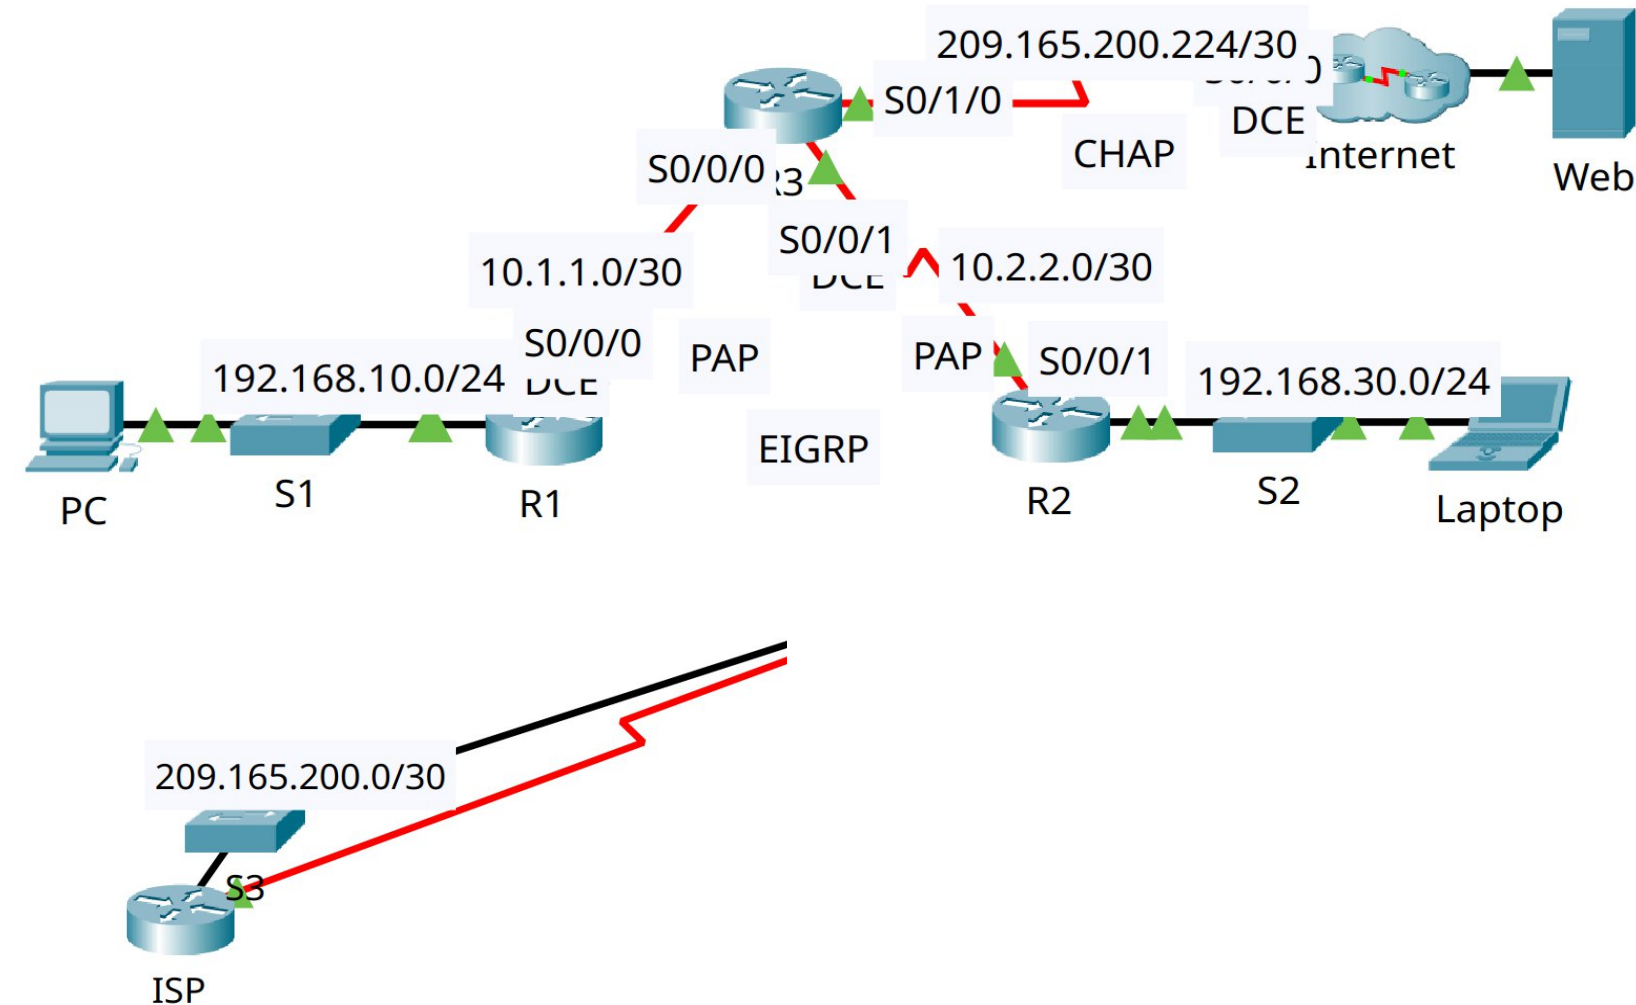 209.165.200.224/30
S0/1/0
DCE
CHAP
Internet
Web
S0/0/0
R3
S0/0/1
DCE
10.1.1.0/30
10.2.2.0/30
S0/0/0
DCE
PAP
PAP
S0/0/1
192.168.10.0/24
192.168.30.0/24
EIGRP
PC
S1
R1
R2
S2
Laptop
209.165.200.0/30
S3
ISP